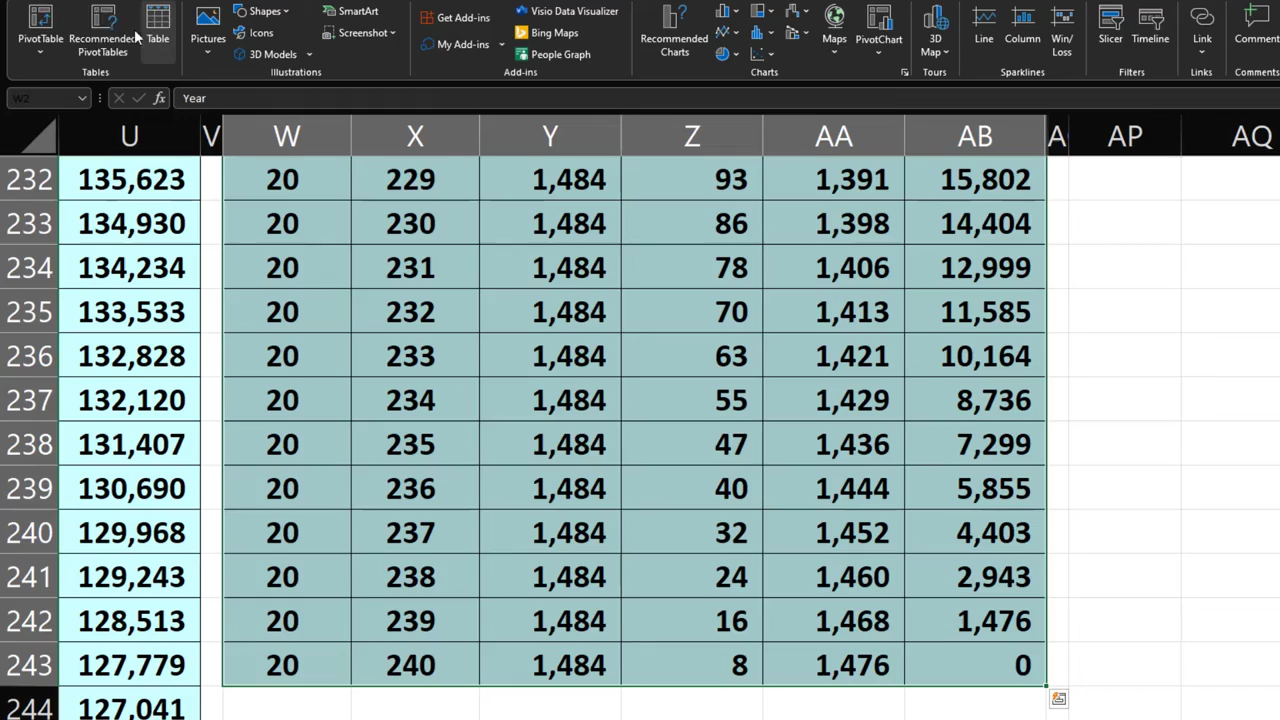 Shapes SmartArt Get Add-ins Visio Data Visualizer
PivotTable Recommended PivotTables Table Pictures Icons Screenshot My Add-ins Bing Maps Recommended Charts Maps PivotChart 3D Map Line Column Win/Loss Slicer Timeline Link Comment
3D Models People Graph
Tables Illustrations Add-ins Charts Tours Sparklines Filters Links Comments
W2 fx Year
U V W X Y Z AA AB AP AQ
232 135,623 20 229 1,484 93 1,391 15,802
233 134,930 20 230 1,484 86 1,398 14,404
234 134,234 20 231 1,484 78 1,406 12,999
235 133,533 20 232 1,484 70 1,413 11,585
236 132,828 20 233 1,484 63 1,421 10,164
237 132,120 20 234 1,484 55 1,429 8,736
238 131,407 20 235 1,484 47 1,436 7,299
239 130,690 20 236 1,484 40 1,444 5,855
240 129,968 20 237 1,484 32 1,452 4,403
241 129,243 20 238 1,484 24 1,460 2,943
242 128,513 20 239 1,484 16 1,468 1,476
243 127,779 20 240 1,484 8 1,476 0
244 127,041